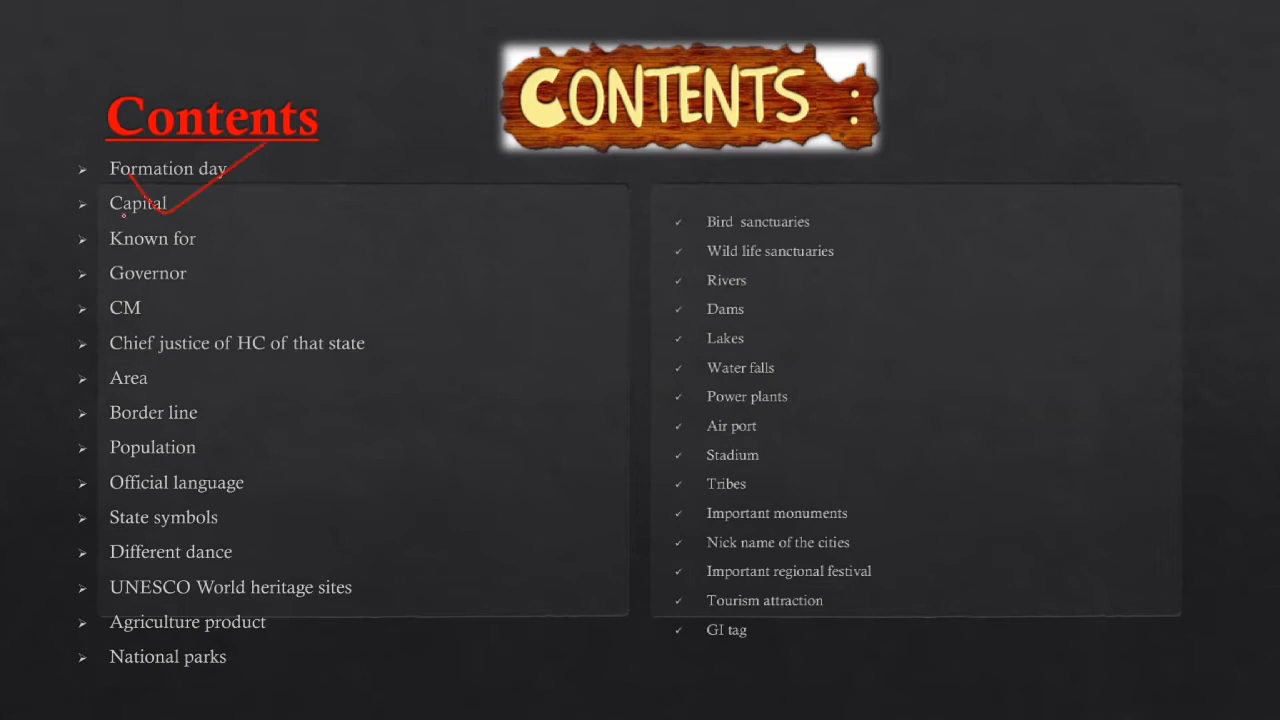 CONTENTS :
Contents
Formation day
Capital
Known for
Governor
CM
Chief justice of HC of that state
Area
Border line
Population
Official language
State symbols
Different dance
UNESCO World heritage sites
Agriculture product
National parks
Bird sanctuaries
Wild life sanctuaries
Rivers
Dams
Lakes
Water falls
Power plants
Air port
Stadium
Tribes
Important monuments
Nick name of the cities
Important regional festival
Tourism attraction
GI tag